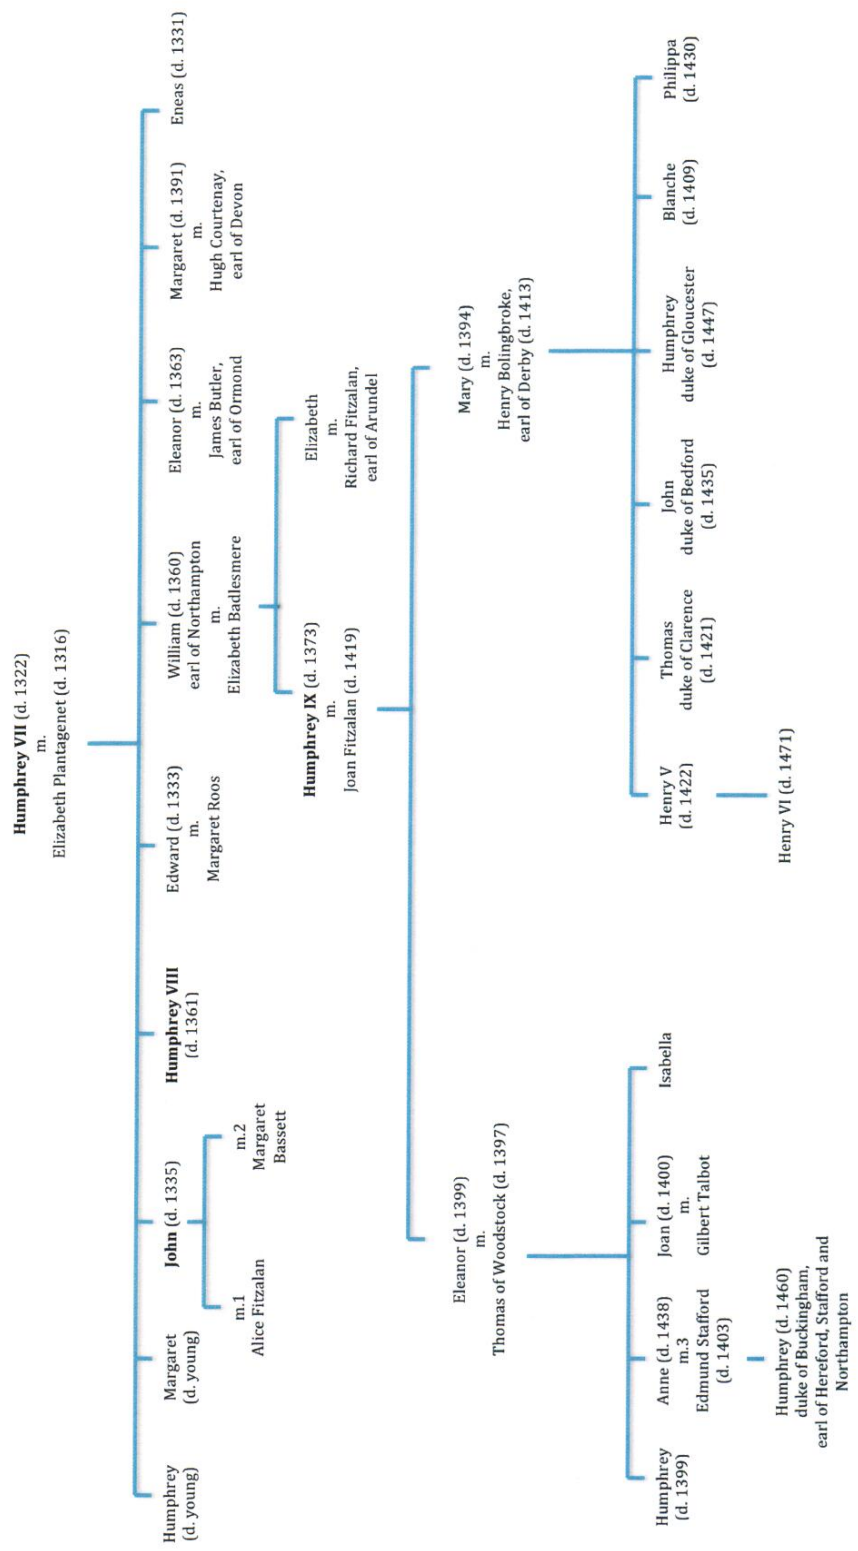 Humphrey VII (d. 1322)
m.
Elizabeth Plantagenet (d. 1316)
Humphrey
(d. young)
Margaret
(d. young)
John (d. 1335)
m.1
Alice Fitzalan
m.2
Margaret
Bassett
Humphrey VIII
(d. 1361)
Edward (d. 1333)
m.
Margaret Roos
William (d. 1360)
earl of Northampton
m.
Elizabeth Badlesmere
Eleanor (d. 1363)
m.
James Butler,
earl of Ormond
Margaret (d. 1391)
m.
Hugh Courtenay,
earl of Devon
Eneas (d. 1331)
Humphrey IX (d. 1373)
m.
Joan Fitzalan (d. 1419)
Elizabeth
m.
Richard Fitzalan,
earl of Arundel
Eleanor (d. 1399)
m.
Thomas of Woodstock (d. 1397)
Mary (d. 1394)
m.
Henry Bolingbroke,
earl of Derby (d. 1413)
Humphrey
(d. 1399)
Anne (d. 1438)
m.3
Edmund Stafford
(d. 1403)
Joan (d. 1400)
m.
Gilbert Talbot
Isabella
Henry V
(d. 1422)
Thomas
duke of Clarence
(d. 1421)
John
duke of Bedford
(d. 1435)
Humphrey
duke of Gloucester
(d. 1447)
Blanche
(d. 1409)
Philippa
(d. 1430)
Humphrey (d. 1460)
duke of Buckingham,
earl of Hereford, Stafford and
Northampton
Henry VI (d. 1471)